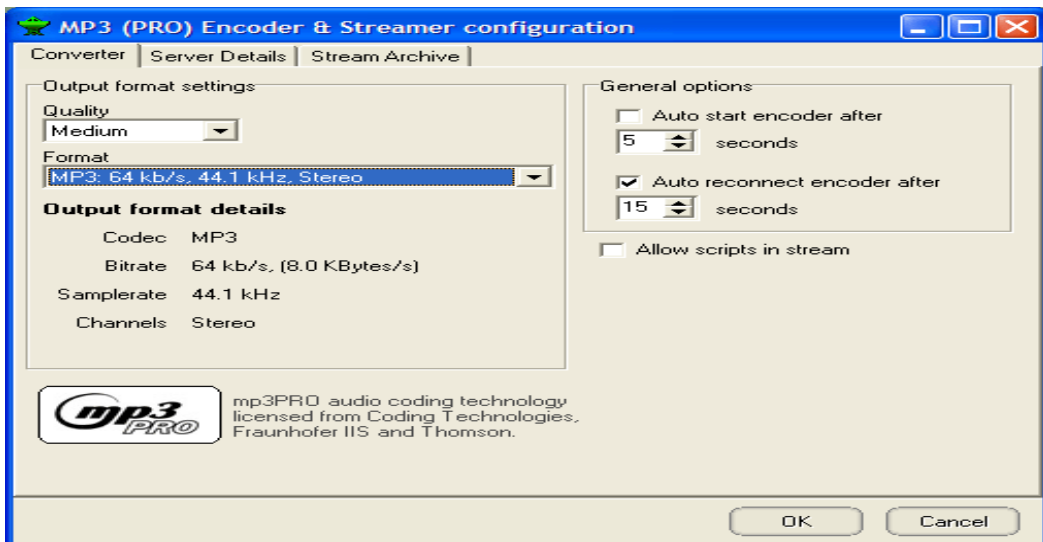 MP3 (PRO) Encoder & Streamer configuration
Converter
Server Details
Stream Archive
Output format settings
Quality
Medium
Format
MP3: 64 kb/s, 44.1 kHz, Stereo
Output format details
Codec MP3
Bitrate 64 kb/s, (8.0 KBytes/s)
Samplerate 44.1 kHz
Channels Stereo
mp3 PRO
mp3PRO audio coding technology
licensed from Coding Technologies,
Fraunhofer IIS and Thomson.
General options
Auto start encoder after
5 seconds
Auto reconnect encoder after
15 seconds
Allow scripts in stream
OK
Cancel